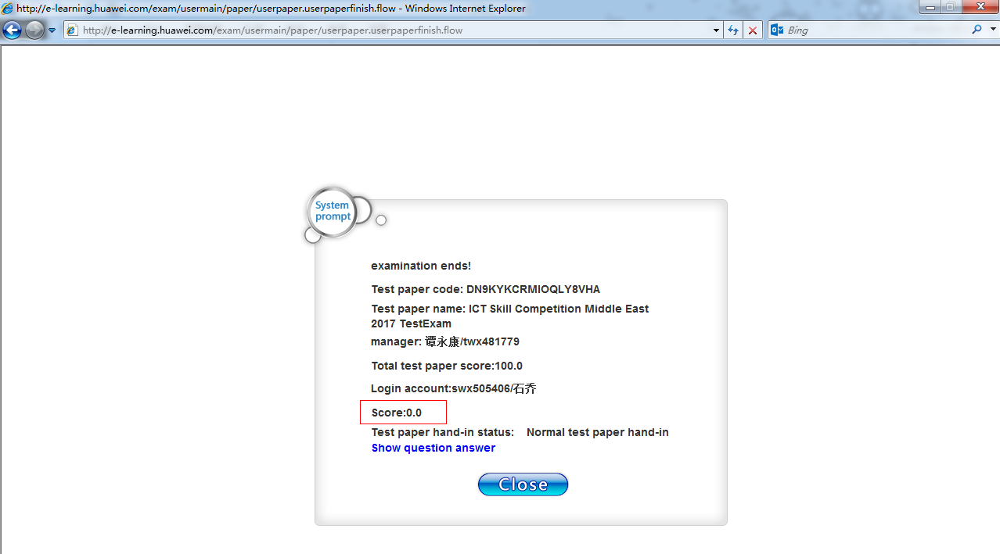 http://e-learning.huawei.com/exam/usermain/paper/userpaper.userpaperfinish.flow - Windows Internet Explorer
http://e-learning.huawei.com/exam/usermain/paper/userpaper.userpaperfinish.flow
Bing
System
prompt
examination ends!
Test paper code: DN9KYKCRMIOQLY8VHA
Test paper name: ICT Skill Competition Middle East
2017 TestExam
manager: 谭永康/twx481779
Total test paper score:100.0
Login account:swx505406/石乔
Score:0.0
Test paper hand-in status: Normal test paper hand-in
Show question answer
Close